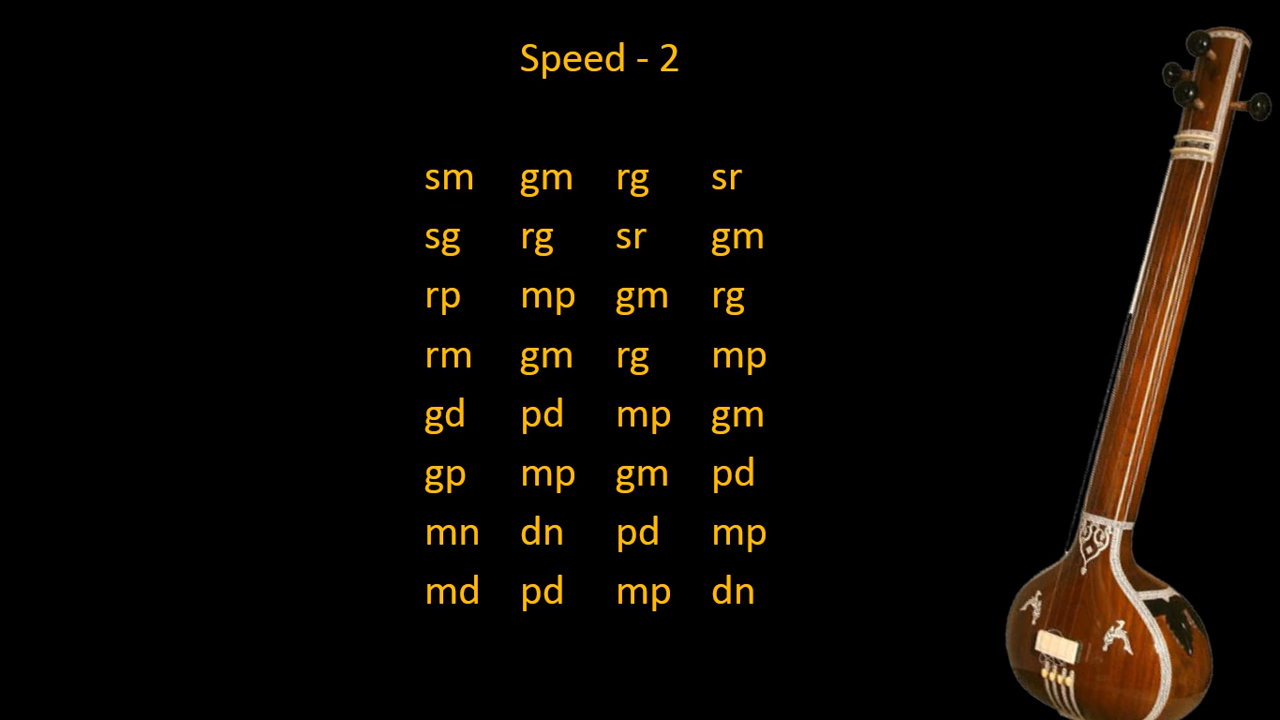 Speed - 2
sm gm rg sr
sg rg sr gm
rp mp gm rg
rm gm rg mp
gd pd mp gm
gp mp gm pd
mn dn pd mp
md pd mp dn